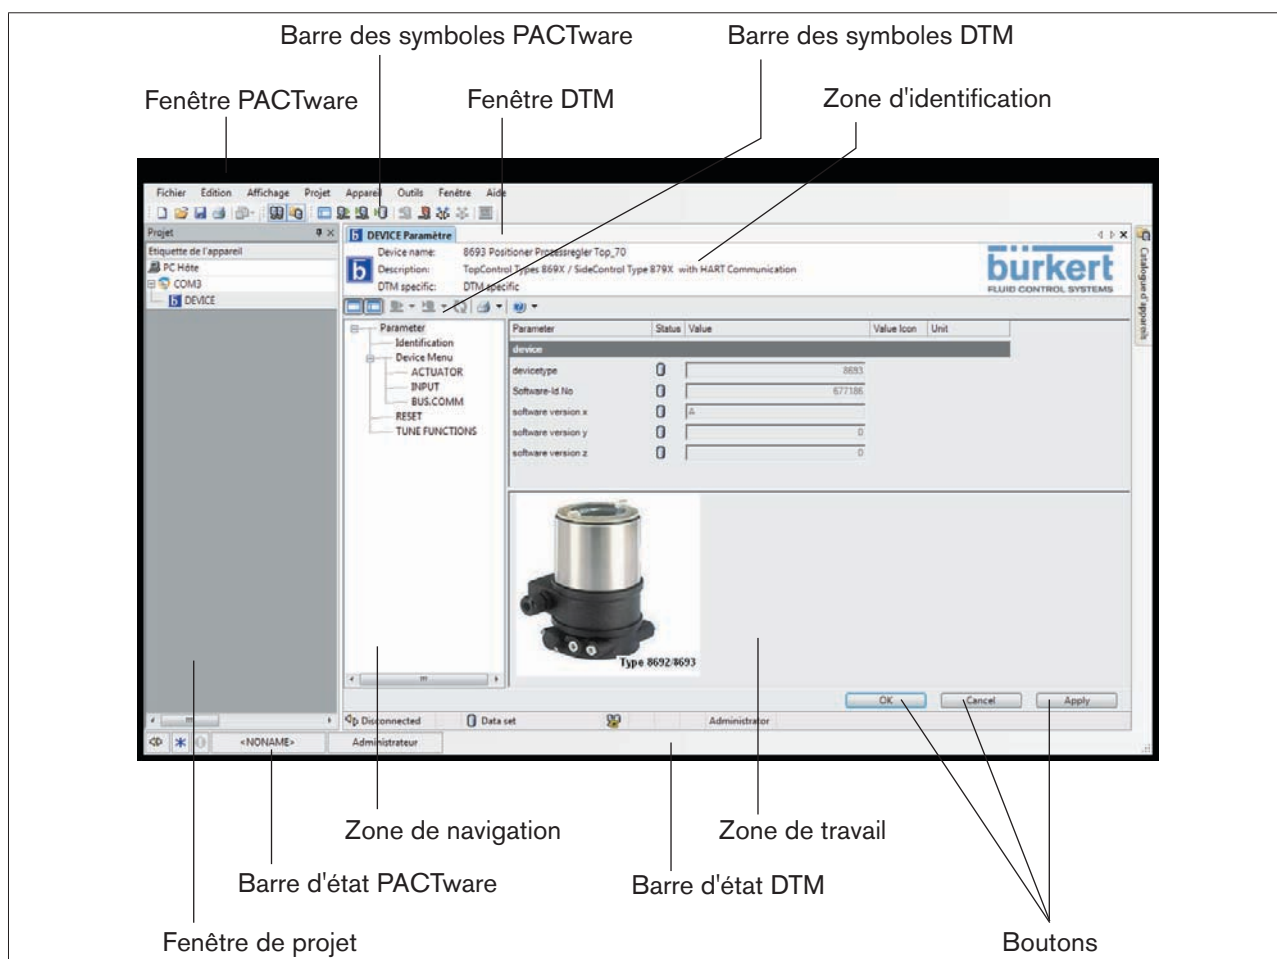 Barre des symboles PACTware
Barre des symboles DTM
Fenêtre PACTware
Fenêtre DTM
Zone d'identification
Fichier Edition Affichage Projet Appareil Outils Fenêtre Aide
Projet
Etiquette de l'appareil
PC Hôte
COM3
DEVICE
DEVICE Paramètre
Device name: 8693 Positioner Prozessregler Top_70
Description: TopControl Types 869X / SideControl Type 879X with HART Communication
DTM specific: DTM specific
bürkert
FLUID CONTROL SYSTEMS
Catalogue d'appareils
Parameter
Identification
Device Menu
ACTUATOR
INPUT
BUS.COMM
RESET
TUNE FUNCTIONS
Parameter Status Value Value Icon Unit
device
devicetype 8693
Software-Id.No 677186
software version x A
software version y 0
software version z 0
Type 8692/8693
OK Cancel Apply
Disconnected Data set Administrator
<NONAME> Administrateur
Zone de navigation
Zone de travail
Barre d'état PACTware
Barre d'état DTM
Fenêtre de projet
Boutons